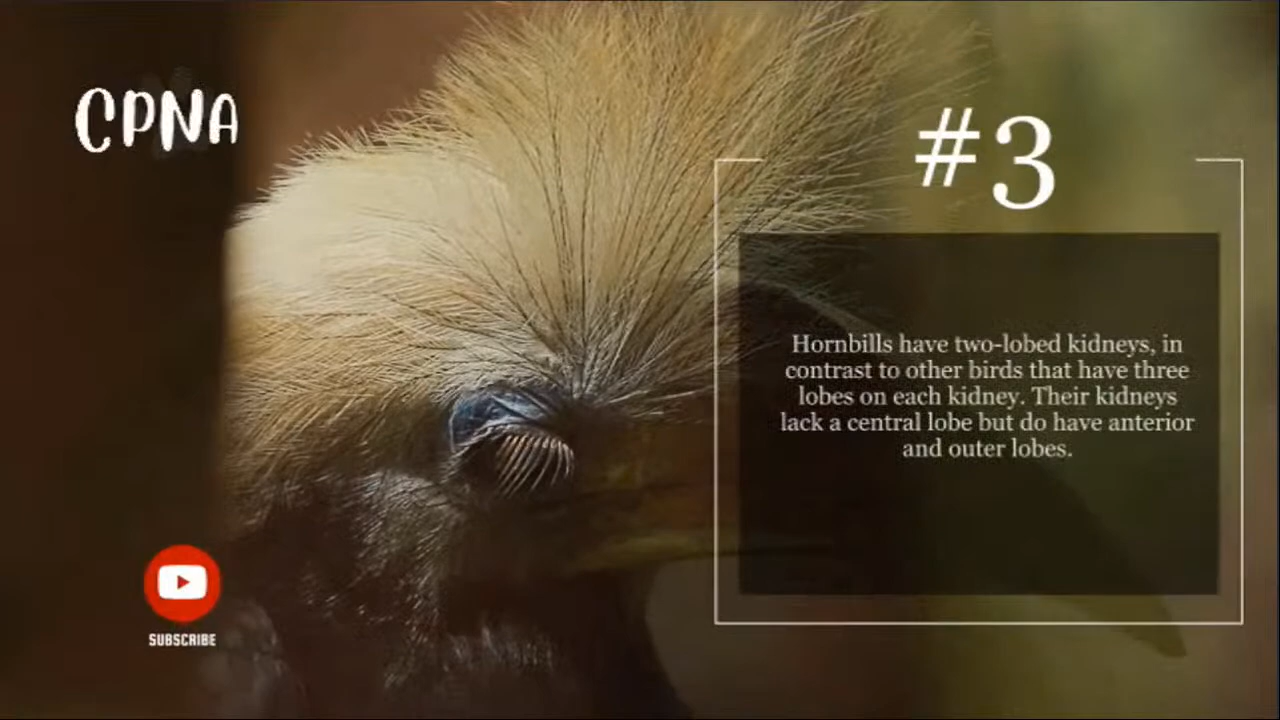 CPNA
#3
Hornbills have two-lobed kidneys, in
contrast to other birds that have three
lobes on each kidney. Their kidneys
lack a central lobe but do have anterior
and outer lobes.
SUBSCRIBE